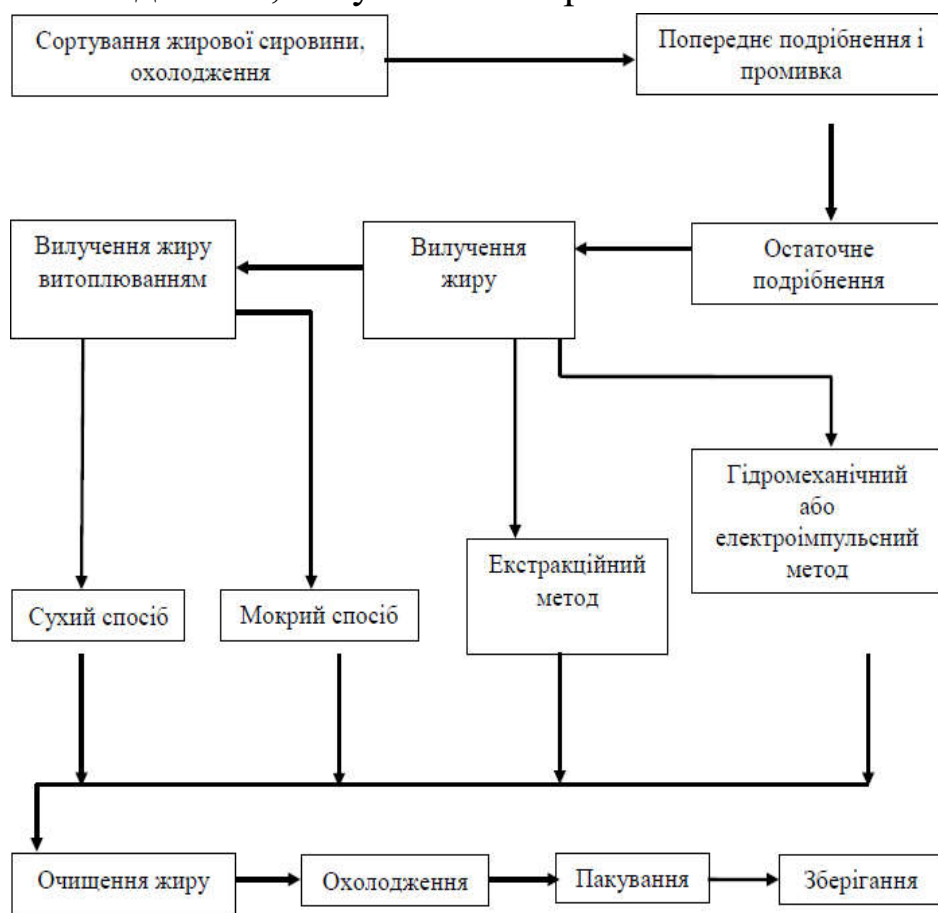 Сортування жирової сировини,
охолодження
Попереднє подрібнення і
промивка
Остаточне
подрібнення
Вилучення
жиру
Вилучення жиру
витоплюванням
Гідромеханічний
або
електроімпульсний
метод
Екстракційний
метод
Сухий спосіб
Мокрий спосіб
Очищення жиру
Охолодження
Пакування
Зберігання